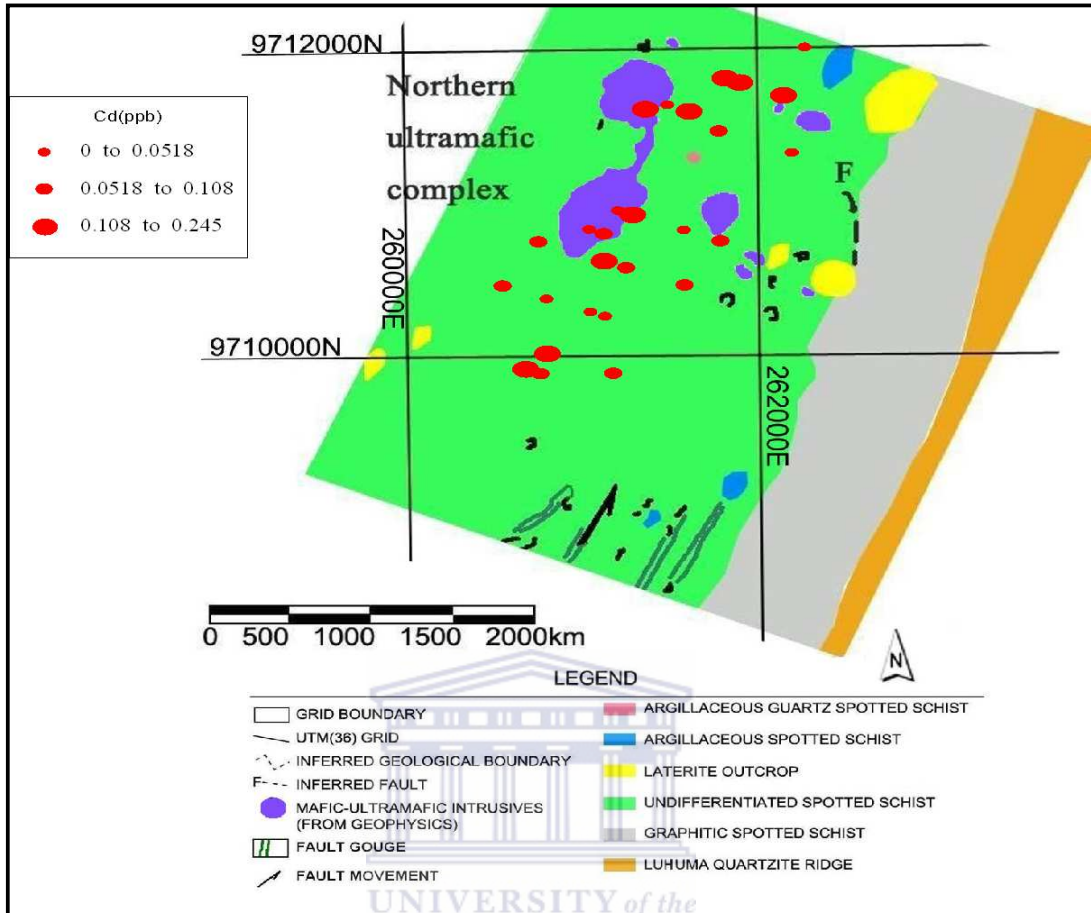 9712000N
Northern
ultramafic
complex
Cd(ppb)
0 to 0.0518
0.0518 to 0.108
0.108 to 0.245
F
260000E
9710000N
262000E
0 500 1000 1500 2000km
N
LEGEND
GRID BOUNDARY
UTM(36) GRID
INFERRED GEOLOGICAL BOUNDARY
F INFERRED FAULT
MAFIC-ULTRAMAFIC INTRUSIVES
(FROM GEOPHYSICS)
FAULT GOUGE
FAULT MOVEMENT
ARGILLACEOUS GUARTZ SPOTTED SCHIST
ARGILLACEOUS SPOTTED SCHIST
LATERITE OUTCROP
UNDIFFERENTIATED SPOTTED SCHIST
GRAPHITIC SPOTTED SCHIST
LUHUMA QUARTZITE RIDGE
UNIVERSITY of the